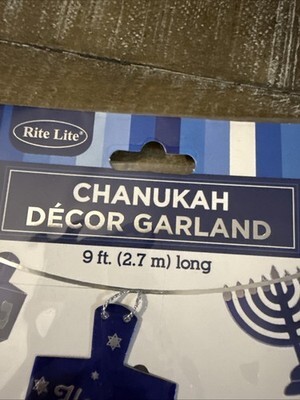 Rite Lite®
CHANUKAH
DÉCOR GARLAND
9 ft. (2.7 m) long